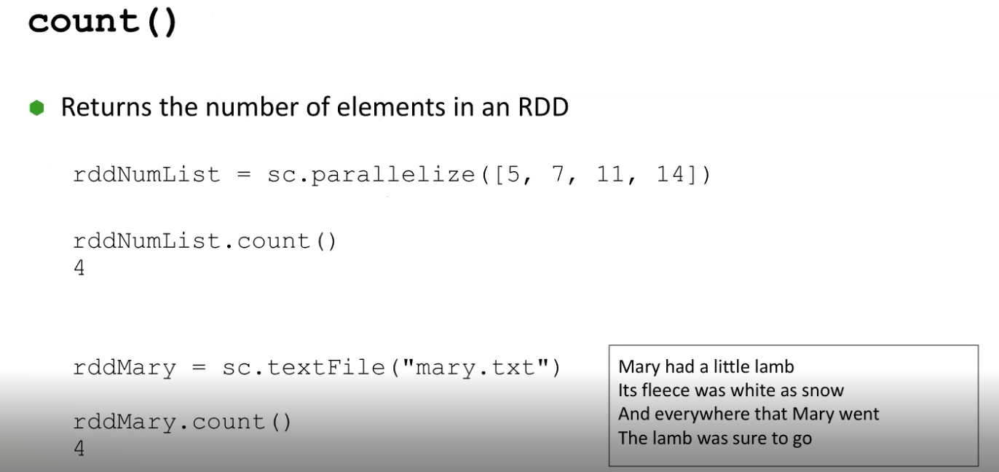 count()
Returns the number of elements in an RDD
rddNumList = sc.parallelize([5, 7, 11, 14])
rddNumList.count()
4
rddMary = sc.textFile("mary.txt")
rddMary.count()
4
Mary had a little lamb
Its fleece was white as snow
And everywhere that Mary went
The lamb was sure to go